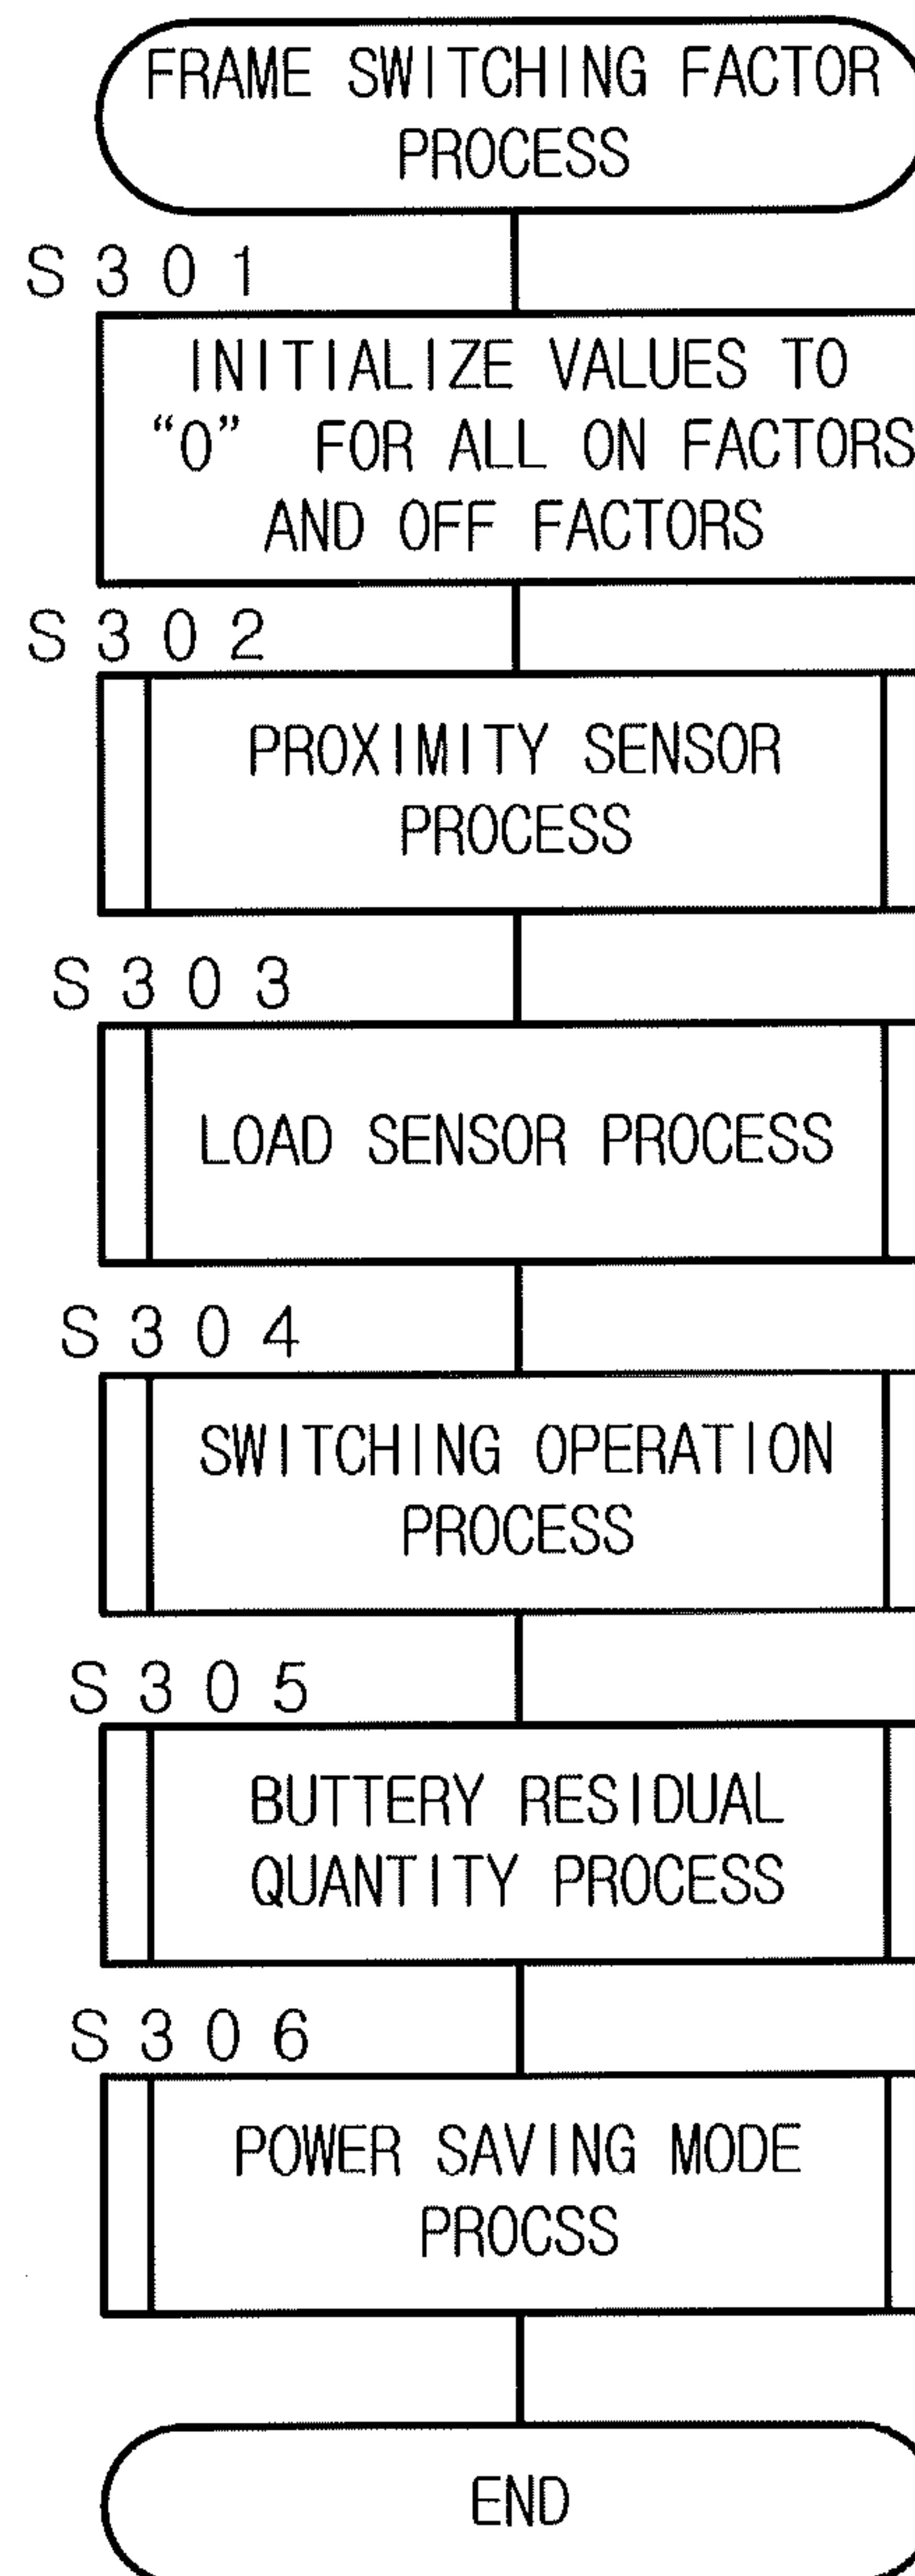 FRAME SWITCHING FACTOR
PROCESS
S301
INITIALIZE VALUES TO
“0” FOR ALL ON FACTORS
AND OFF FACTORS
S302
PROXIMITY SENSOR
PROCESS
S303
LOAD SENSOR PROCESS
S304
SWITCHING OPERATION
PROCESS
S305
BUTTERY RESIDUAL
QUANTITY PROCESS
S306
POWER SAVING MODE
PROCSS
END